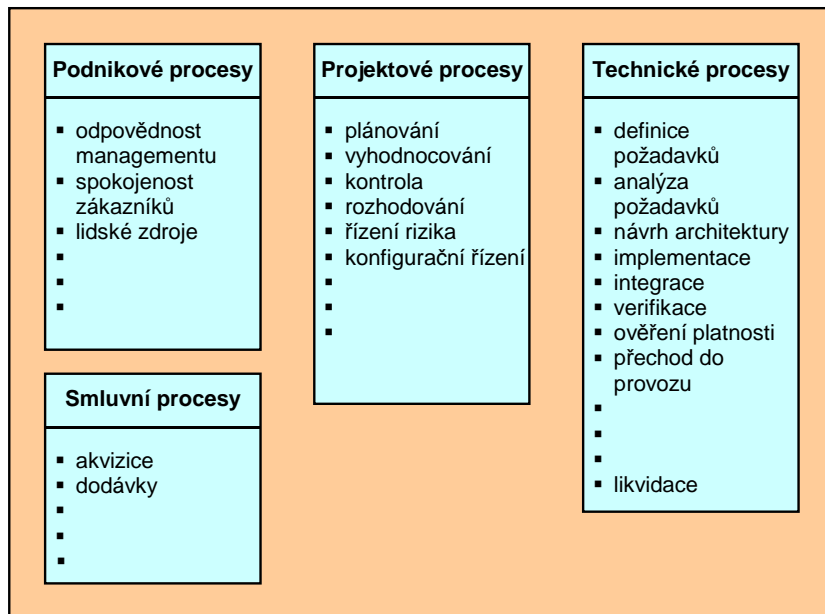 Podnikové procesy
▪ odpovědnost
managementu
▪ spokojenost
zákazníků
▪ lidské zdroje
▪
▪
▪
Smluvní procesy
▪ akvizice
▪ dodávky
▪
▪
▪
Projektové procesy
▪ plánování
▪ vyhodnocování
▪ kontrola
▪ rozhodování
▪ řízení rizika
▪ konfigurační řízení
▪
▪
▪
Technické procesy
▪ definice
požadavků
▪ analýza
požadavků
▪ návrh architektury
▪ implementace
▪ integrace
▪ verifikace
▪ ověření platnosti
▪ přechod do
provozu
▪
▪
▪
▪ likvidace